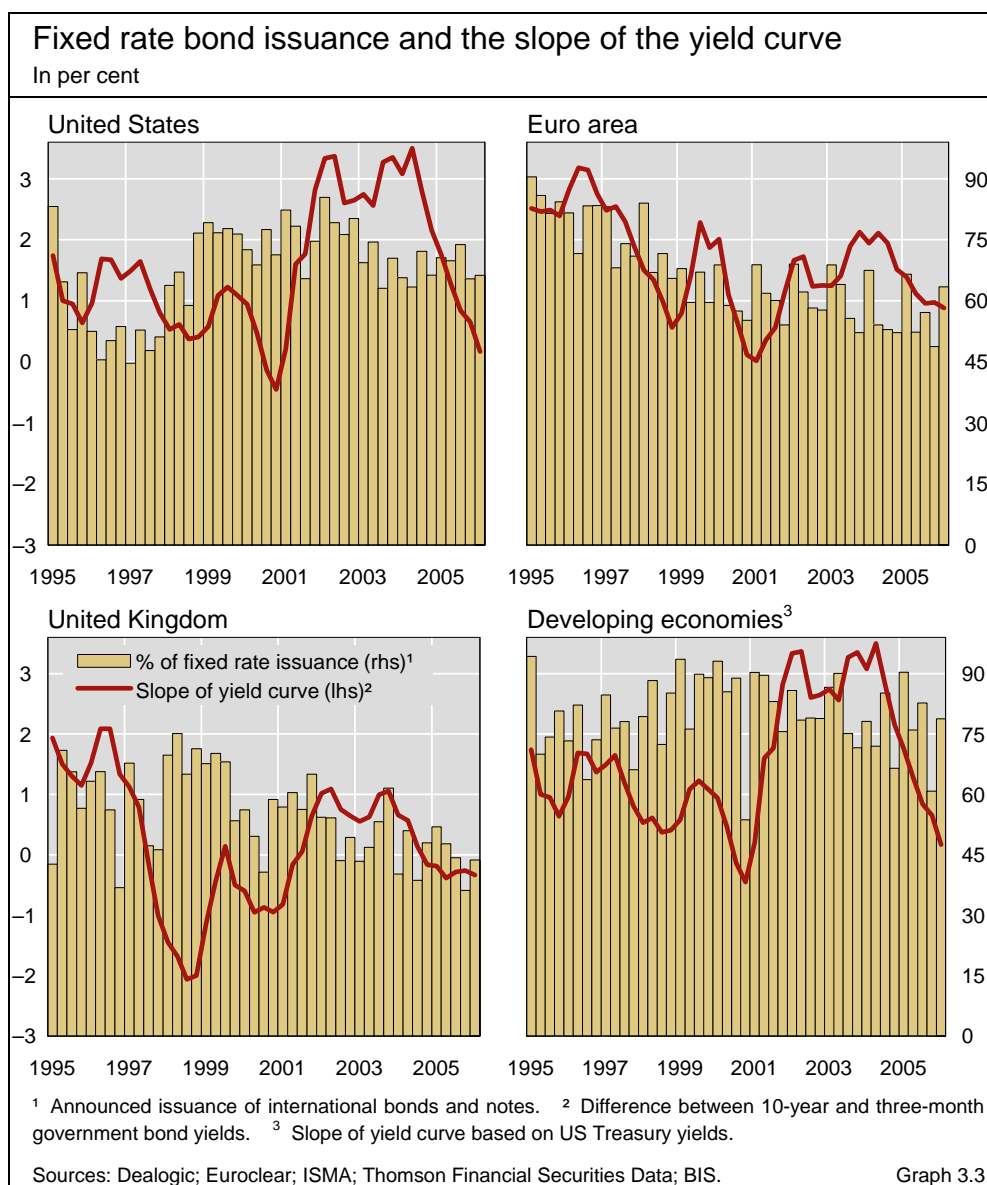 Fixed rate bond issuance and the slope of the yield curve
In per cent
United States
Euro area
3
2
1
0
–1
–2
–3
90
75
60
45
30
15
0
1995 1997 1999 2001 2003 2005
1995 1997 1999 2001 2003 2005
United Kingdom
Developing economies³
% of fixed rate issuance (rhs)¹
Slope of yield curve (lhs)²
3
2
1
0
–1
–2
–3
90
75
60
45
30
15
0
1995 1997 1999 2001 2003 2005
1995 1997 1999 2001 2003 2005
¹ Announced issuance of international bonds and notes. ² Difference between 10-year and three-month
government bond yields. ³ Slope of yield curve based on US Treasury yields.
Sources: Dealogic; Euroclear; ISMA; Thomson Financial Securities Data; BIS. Graph 3.3